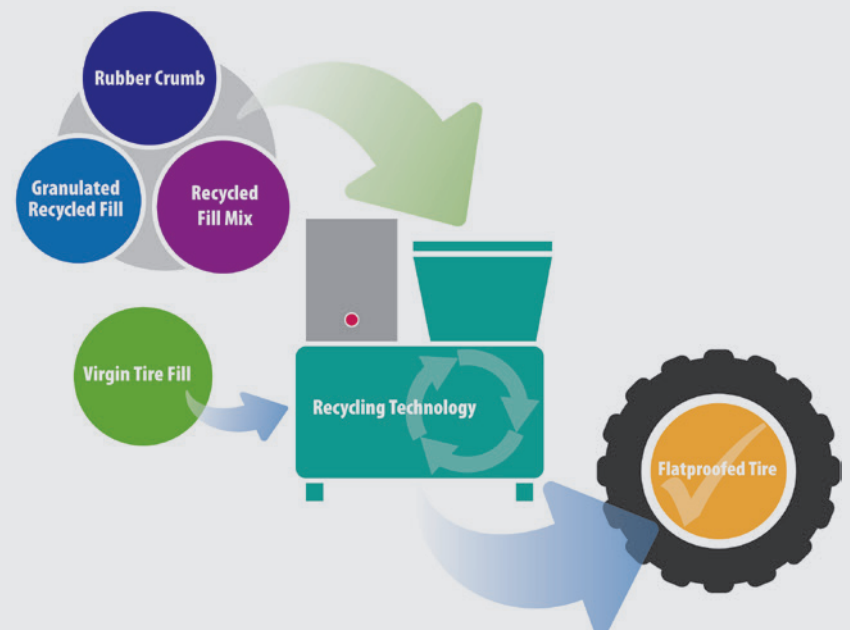 Rubber Crumb
Granulated
Recycled Fill
Recycled
Fill Mix
Virgin Tire Fill
Recycling Technology
Flatproofed Tire